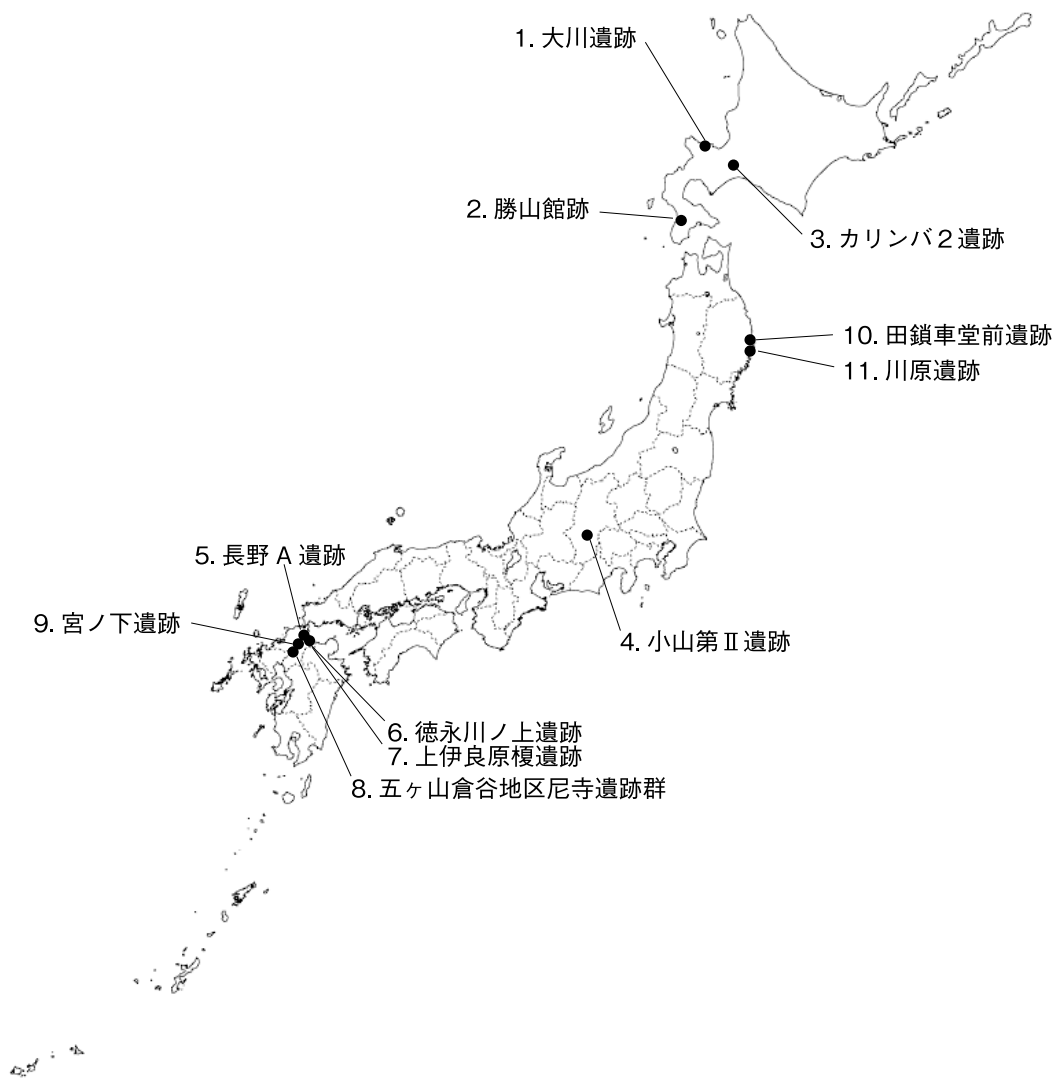 1. 大川遺跡
2. 勝山館跡
3. カリンバ2遺跡
10. 田鎖車堂前遺跡
11. 川原遺跡
5. 長野A遺跡
9. 宮ノ下遺跡
4. 小山第Ⅱ遺跡
6. 徳永川ノ上遺跡
7. 上伊良原榎遺跡
8. 五ヶ山倉谷地区尼寺遺跡群